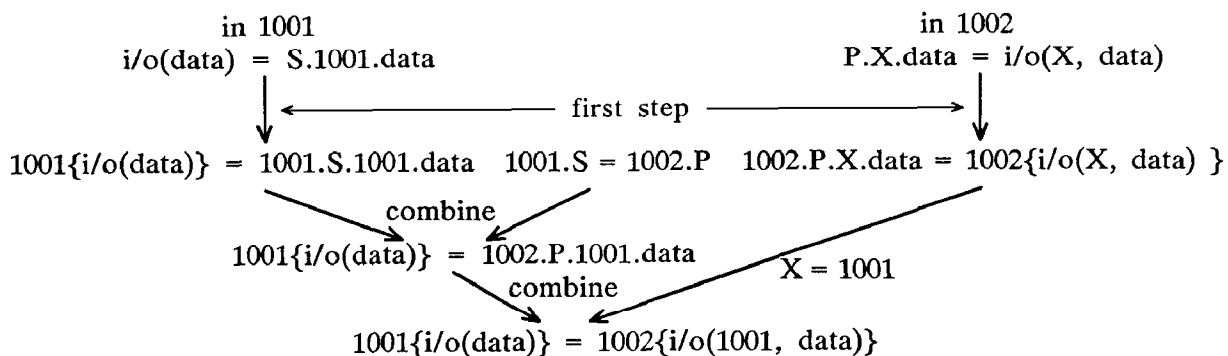 in 1001
i/o(data) = S.1001.data
in 1002
P.X.data = i/o(X, data)
first step
1001{i/o(data)} = 1001.S.1001.data 1001.S = 1002.P 1002.P.X.data = 1002{i/o(X, data) }
combine
1001{i/o(data)} = 1002.P.1001.data
X = 1001
combine
1001{i/o(data)} = 1002{i/o(1001, data)}